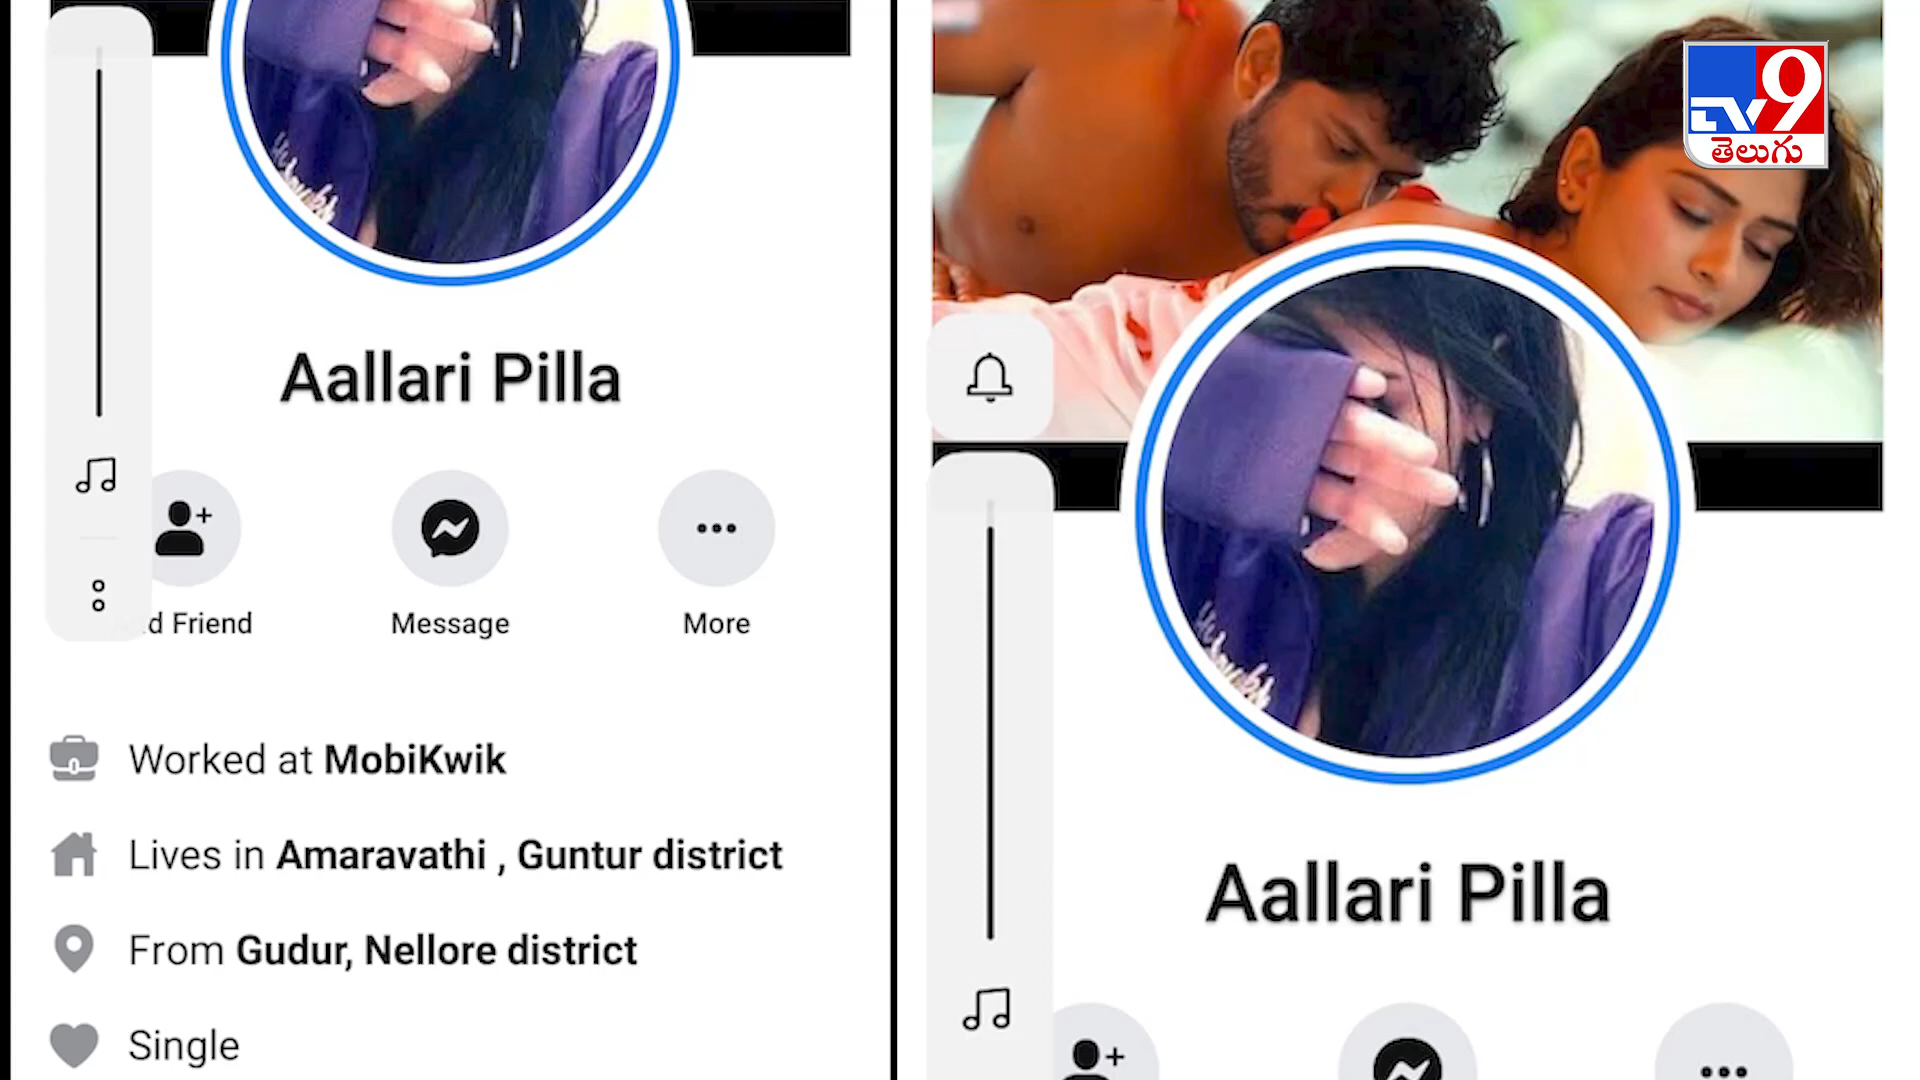 Aallari Pilla
d Friend
Message
More
Worked at MobiKwik
Lives in Amaravathi , Guntur district
From Gudur, Nellore district
Single
TV9
తెలుగు
Aallari Pilla